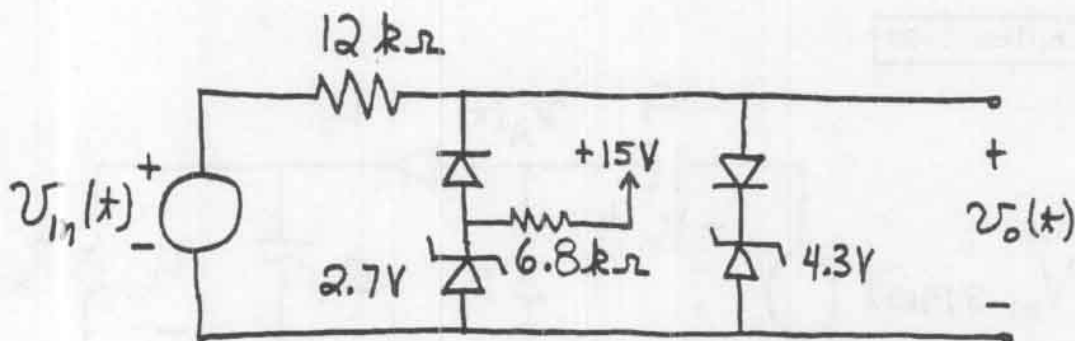 12 kΩ
+15V
+
+
V_in(t)
6.8kΩ
v_o(t)
2.7V
4.3V
-
-